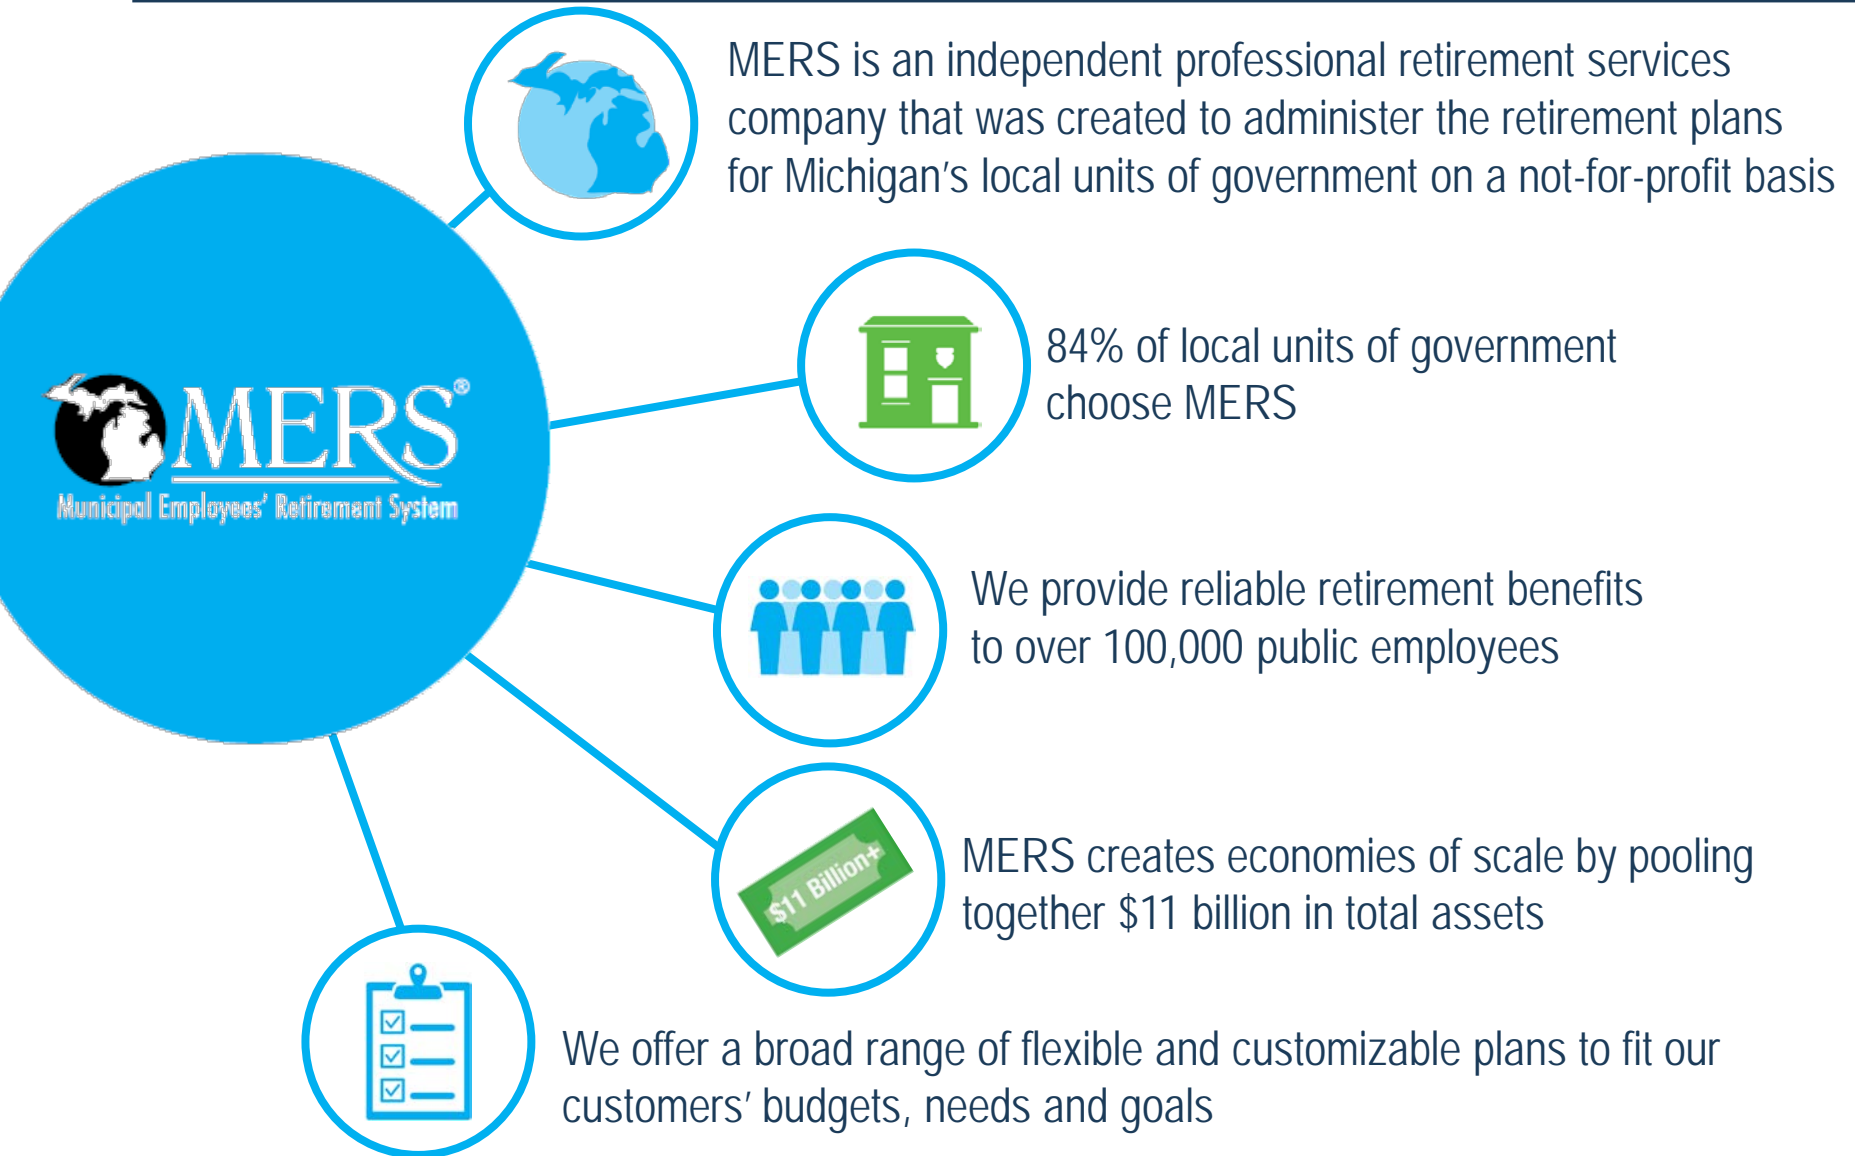 MERS is an independent professional retirement services
company that was created to administer the retirement plans
for Michigan's local units of government on a not-for-profit basis
84% of local units of government
choose MERS
MERS®
Municipal Employees' Retirement System
We provide reliable retirement benefits
to over 100,000 public employees
$11 Billion+
MERS creates economies of scale by pooling
together $11 billion in total assets
We offer a broad range of flexible and customizable plans to fit our
customers' budgets, needs and goals